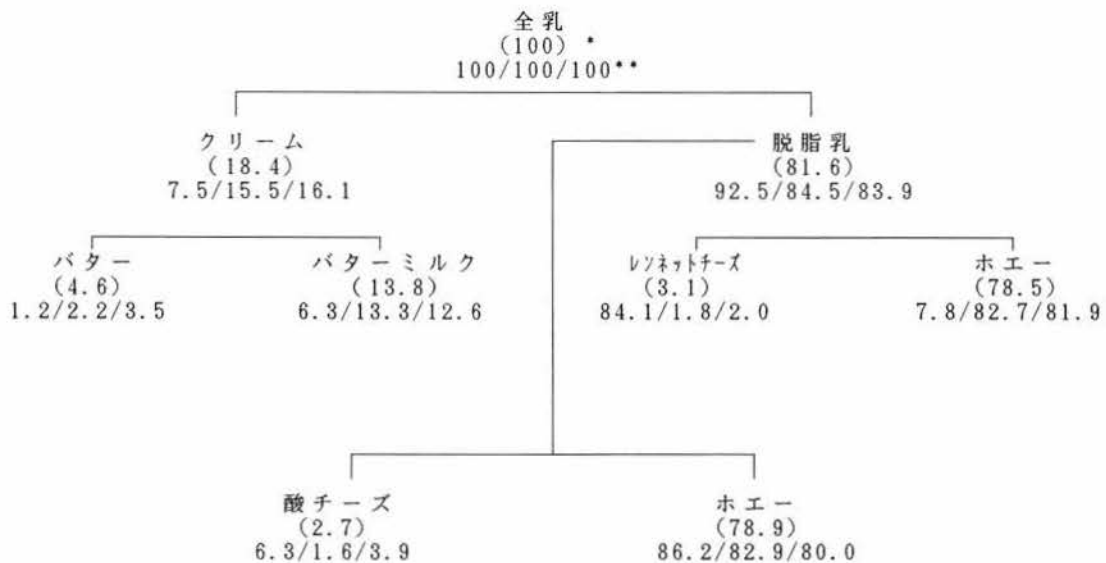 全乳
(100) *
100/100/100**
クリーム
(18.4)
7.5/15.5/16.1
脱脂乳
(81.6)
92.5/84.5/83.9
バター
(4.6)
1.2/2.2/3.5
バターミルク
(13.8)
6.3/13.3/12.6
レンネットチーズ
(3.1)
84.1/1.8/2.0
ホエー
(78.5)
7.8/82.7/81.9
酸チーズ
(2.7)
6.3/1.6/3.9
ホエー
(78.9)
86.2/82.9/80.0